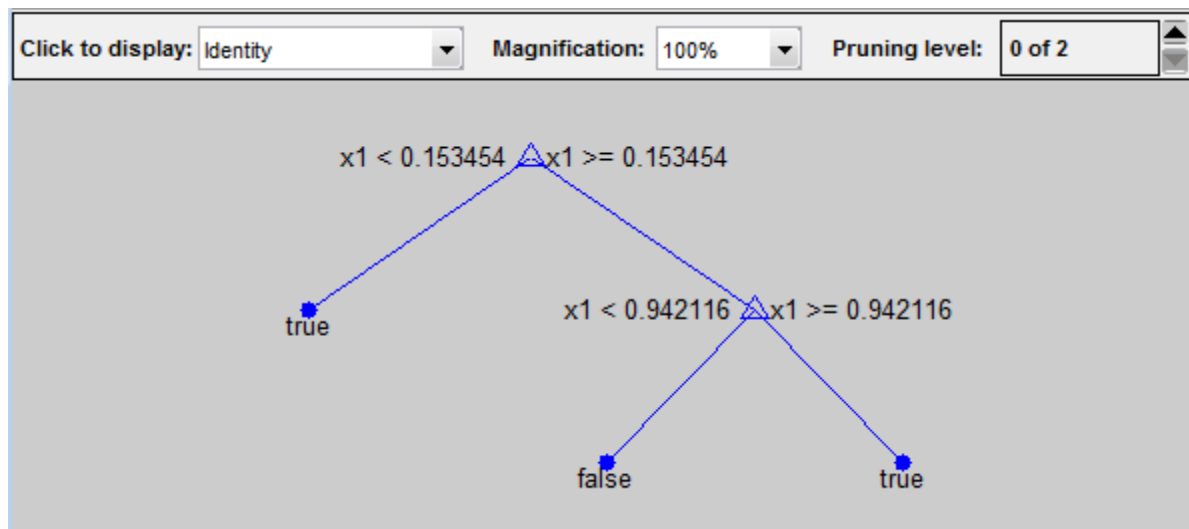 Click to display: Identity Magnification: 100% Pruning level: 0 of 2
x1 < 0.153454 x1 >= 0.153454
true
x1 < 0.942116 x1 >= 0.942116
false
true